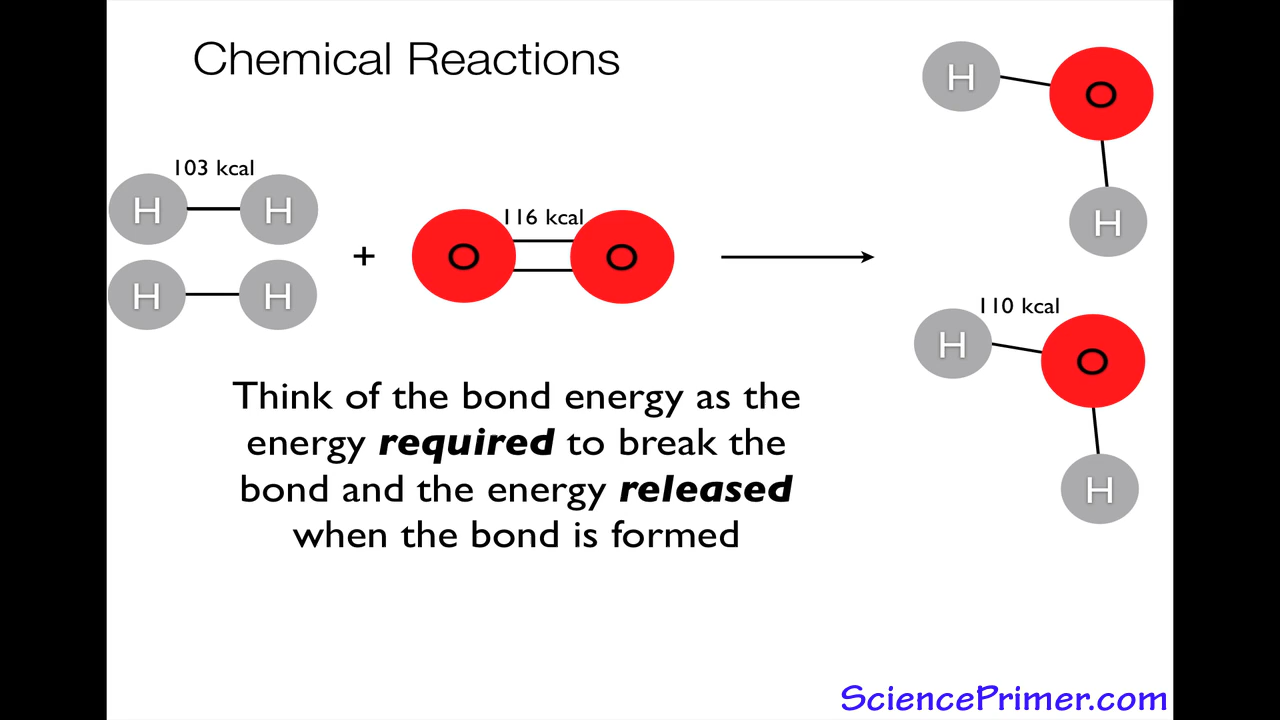 Chemical Reactions
103 kcal
H H
H H
+
116 kcal
O O
H O
H
110 kcal
H O
H
Think of the bond energy as the
energy required to break the
bond and the energy released
when the bond is formed
SciencePrimer.com